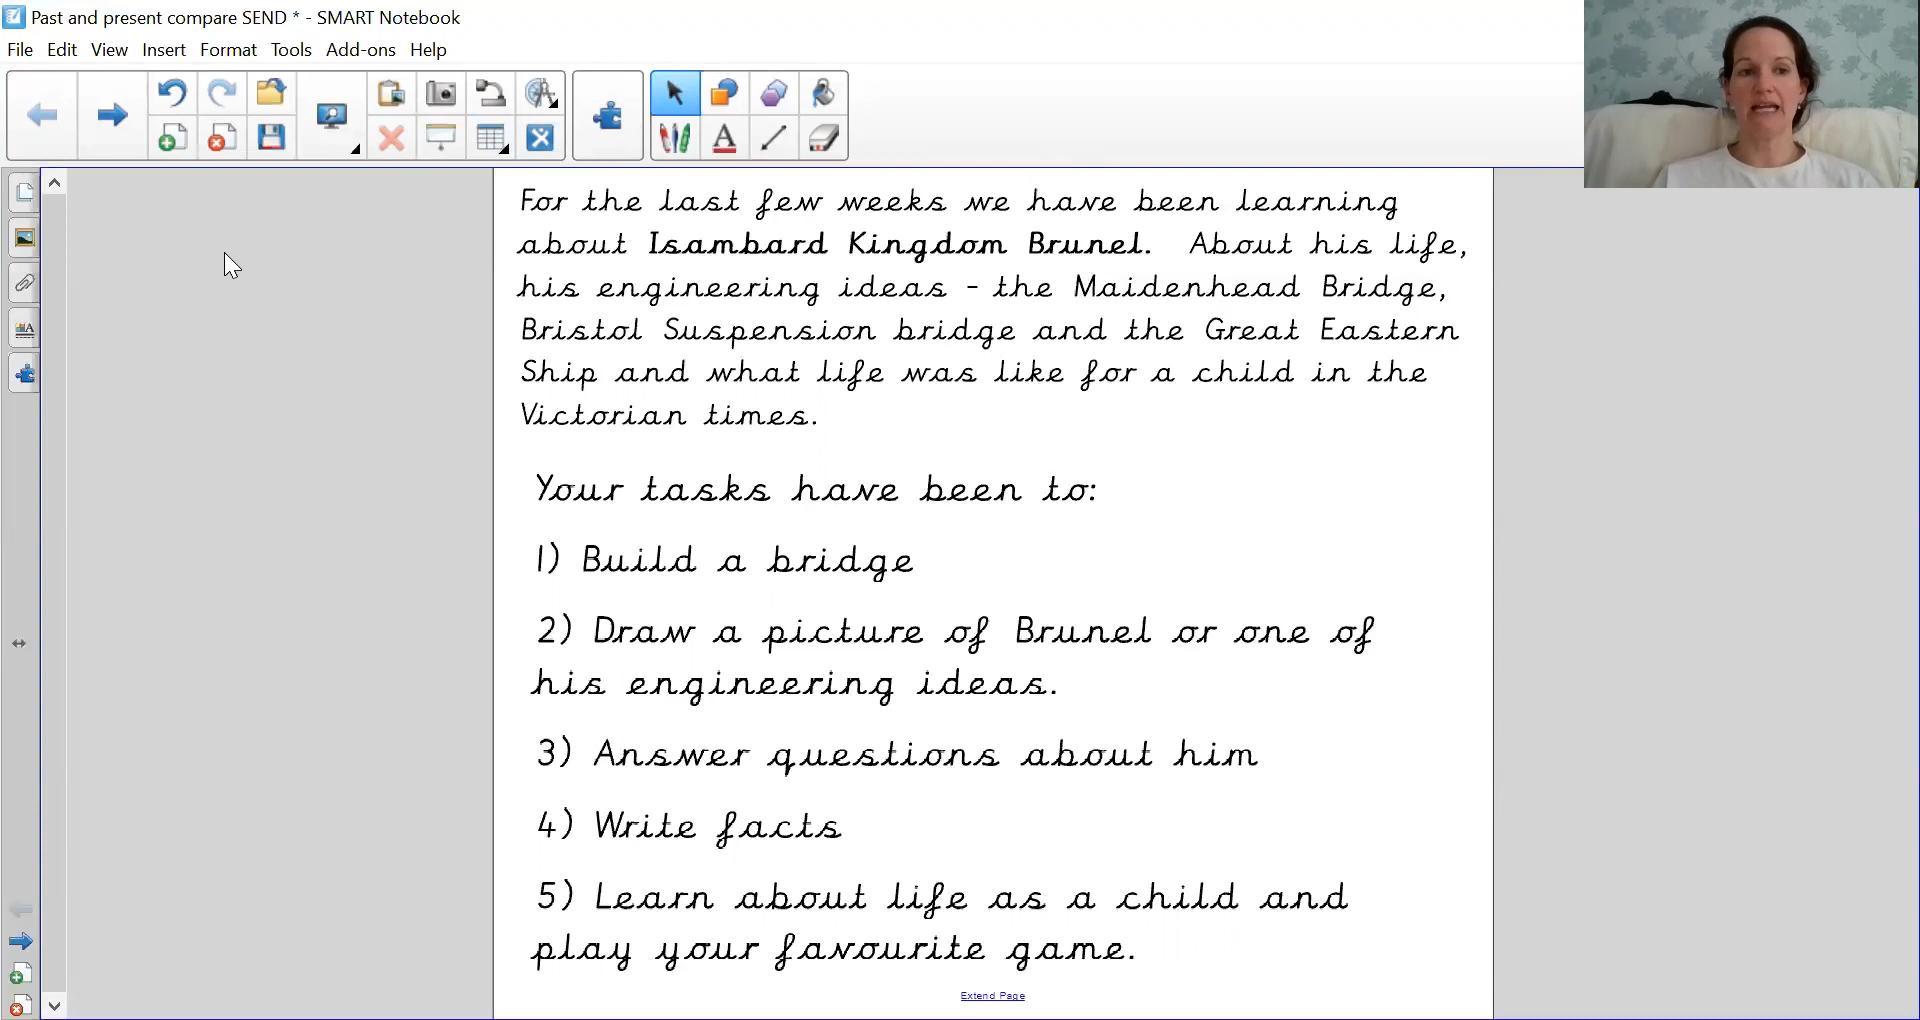 Past and present compare SEND * - SMART Notebook
File Edit View Insert Format Tools Add-ons Help
For the last few weeks we have been learning
about Isambard Kingdom Brunel. About his life,
his engineering ideas - the Maidenhead Bridge,
Bristol Suspension bridge and the Great Eastern
Ship and what life was like for a child in the
Victorian times.
Your tasks have been to:
1) Build a bridge
2) Draw a picture of Brunel or one of
his engineering ideas.
3) Answer questions about him
4) Write facts
5) Learn about life as a child and
play your favourite game.
Extend Page